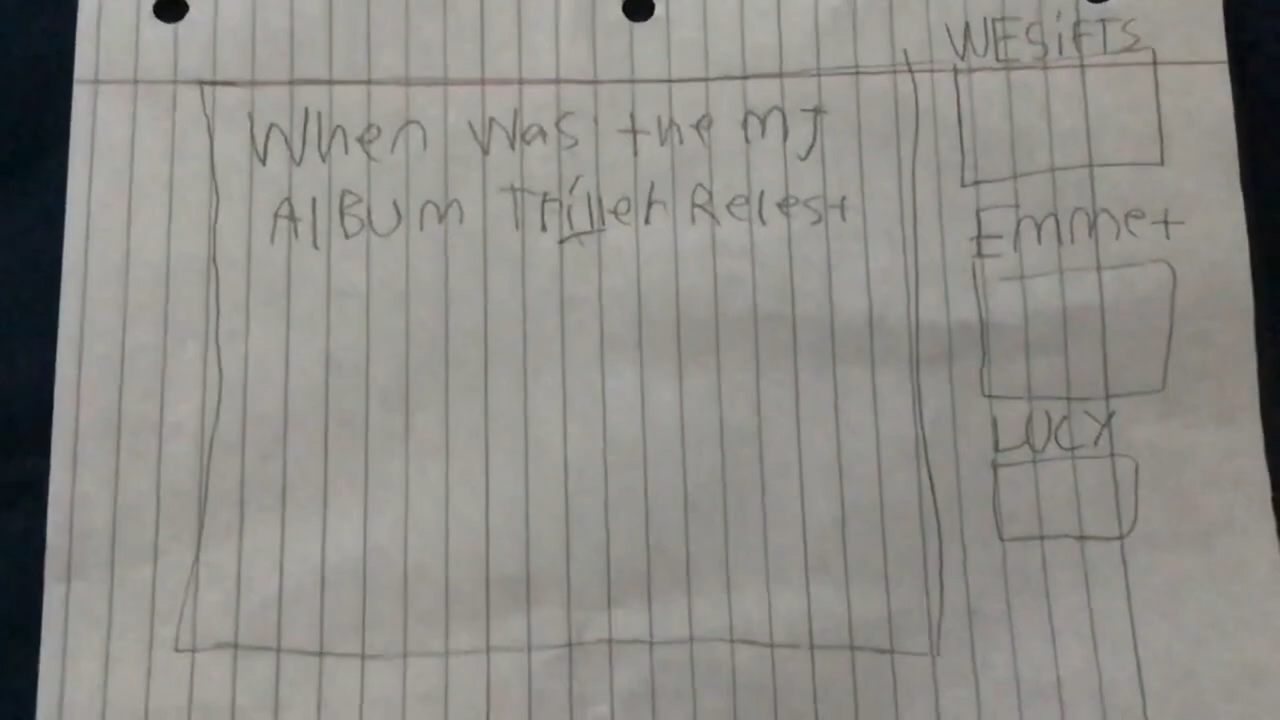 When was the mJ
AlBUm Triller Relest
WESiFTS
Emmet
LUCY